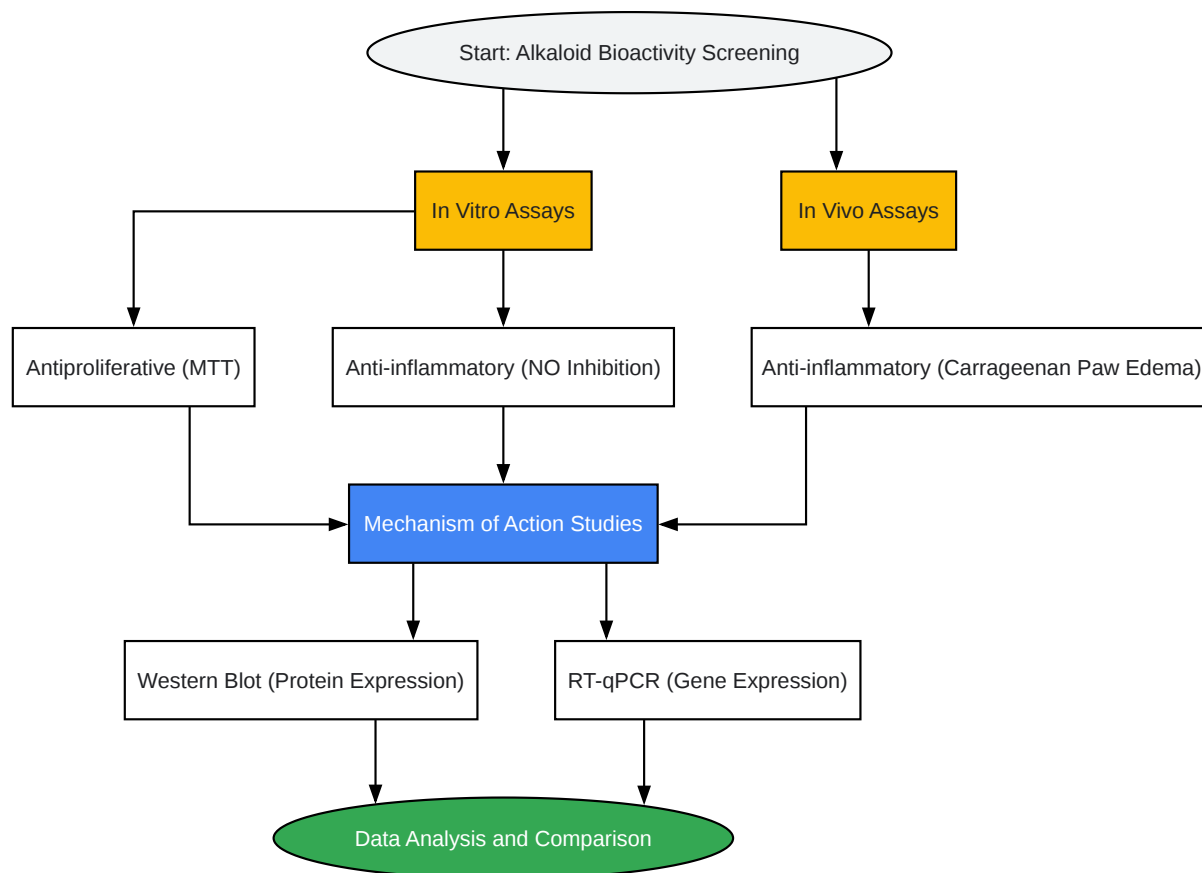 Start: Alkaloid Bioactivity Screening
In Vitro Assays
In Vivo Assays
Antiproliferative (MTT)
Anti-inflammatory (NO Inhibition)
Anti-inflammatory (Carrageenan Paw Edema)
Mechanism of Action Studies
Western Blot (Protein Expression)
RT-qPCR (Gene Expression)
Data Analysis and Comparison